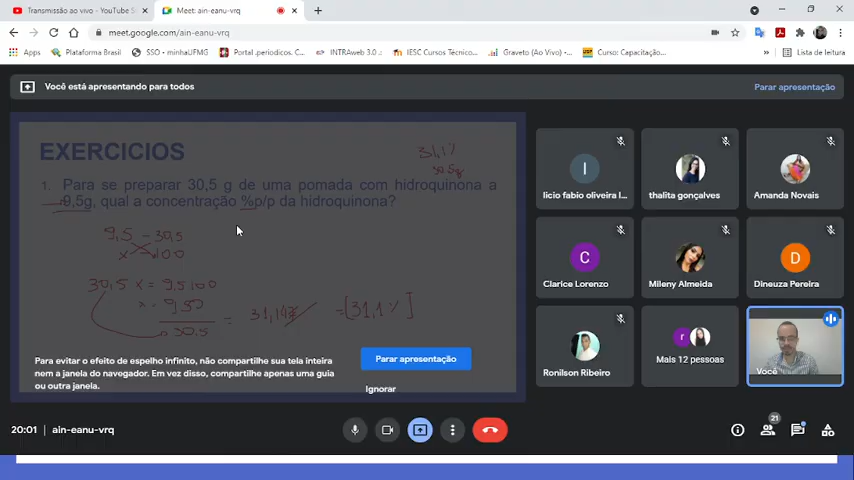 Transmissão ao vivo - YouTube S
Meet: ain-eanu-vrq
meet.google.com/ain-eanu-vrq
Apps
Plataforma Brasil
SSO • minhaUFMG
Portal .periodicos. C...
INTRAweb 3.0 .:
IESC Cursos Técnico...
Graveto (Ao Vivo) -...
Curso: Capacitação...
Lista de leitura
Você está apresentando para todos
Parar apresentação
EXERCICIOS
31,17
30,5g
1. Para se preparar 30,5 g de uma pomada com hidroquinona a
9,5g, qual a concentração %p/p da hidroquinona?
9,5 - 30,5
x 100
30,5 x = 9,5 100
x = 950
30,5
= 31,14
=[31,1%]
Para evitar o efeito de espelho infinito, não compartilhe sua tela inteira
nem a janela do navegador. Em vez disso, compartilhe apenas uma guia
ou outra janela.
Parar apresentação
Ignorar
I
licio fabio oliveira l...
thalita gonçalves
Amanda Novais
C
Clarice Lorenzo
Mileny Almeida
D
Dineuza Pereira
Ronilson Ribeiro
r
Mais 12 pessoas
Você
20:01 | ain-eanu-vrq
21